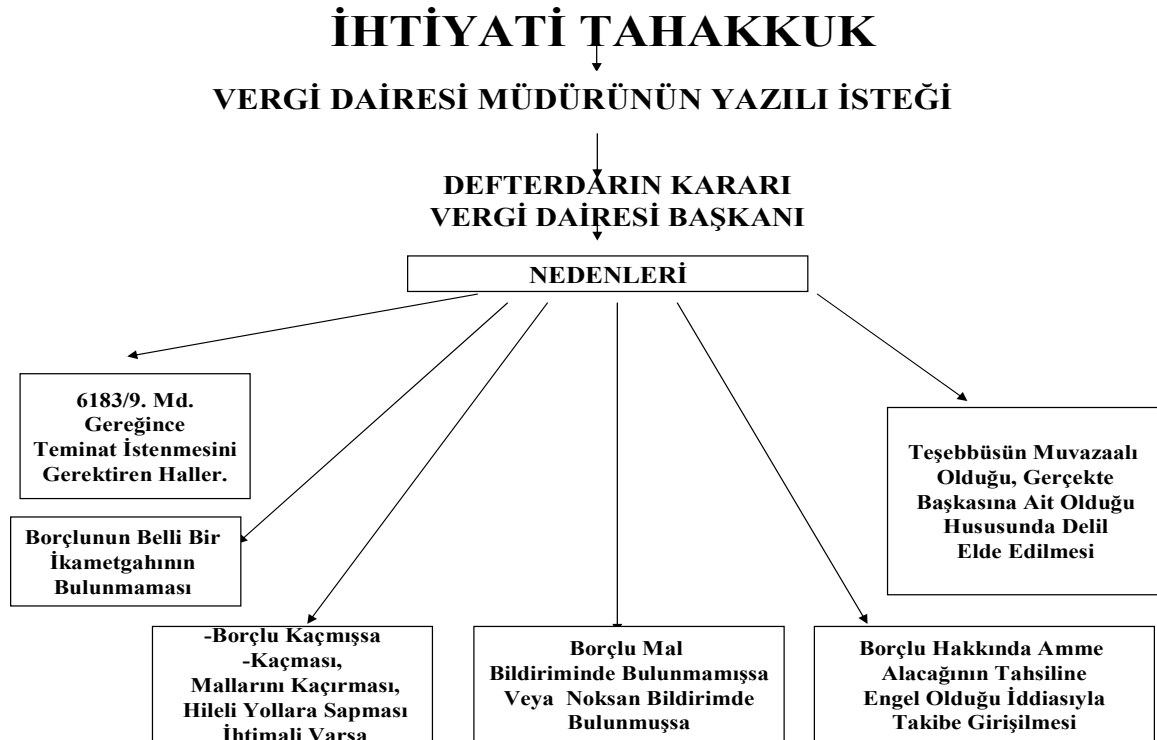 İHTİYATİ TAHAKKUK
VERGİ DAİRESİ MÜDÜRÜNÜN YAZILI İSTEĞİ
DEFTERDARIN KARARI
VERGİ DAİRESİ BAŞKANI
NEDENLERİ
6183/9. Md.
Gereğince
Teminat İstenmesini
Gerektiren Haller.
Borçlunun Belli Bir
İkametgahının
Bulunmaması
-Borçlu Kaçmışsa
-Kaçması,
Mallarını Kaçırması,
Hileli Yollara Sapması
İhtimali Varsa
Borçlu Mal
Bildiriminde Bulunmamışsa
Veya Noksan Bildirimde
Bulunmuşsa
Borçlu Hakkında Amme
Alacağının Tahsiline
Engel Olduğu İddiasıyla
Takibe Girişilmesi
Teşebbüsün Muvazaalı
Olduğu, Gerçekte
Başkasına Ait Olduğu
Hususunda Delil
Elde Edilmesi